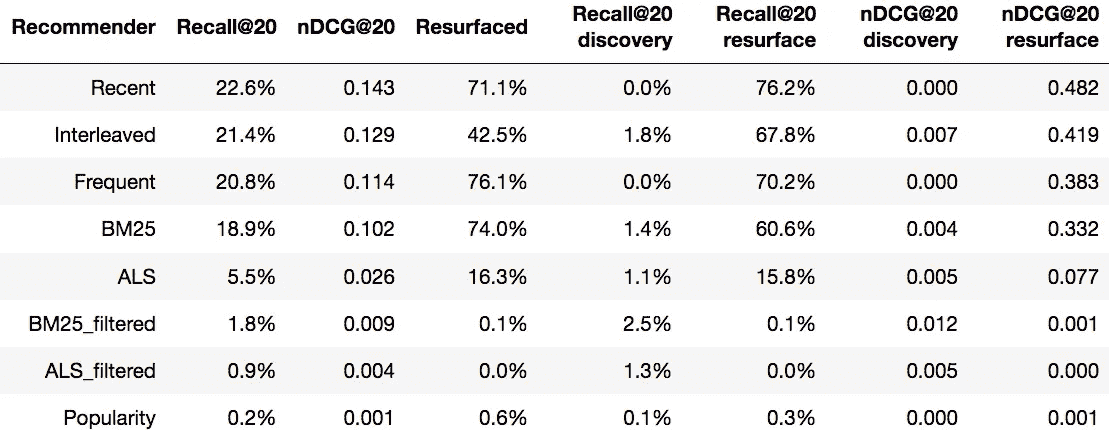 Recommender Recall@20 nDCG@20 Resurfaced Recall@20 discovery Recall@20 resurface nDCG@20 discovery nDCG@20 resurface
Recent 22.6% 0.143 71.1% 0.0% 76.2% 0.000 0.482
Interleaved 21.4% 0.129 42.5% 1.8% 67.8% 0.007 0.419
Frequent 20.8% 0.114 76.1% 0.0% 70.2% 0.000 0.383
BM25 18.9% 0.102 74.0% 1.4% 60.6% 0.004 0.332
ALS 5.5% 0.026 16.3% 1.1% 15.8% 0.005 0.077
BM25_filtered 1.8% 0.009 0.1% 2.5% 0.1% 0.012 0.001
ALS_filtered 0.9% 0.004 0.0% 1.3% 0.0% 0.005 0.000
Popularity 0.2% 0.001 0.6% 0.1% 0.3% 0.000 0.001